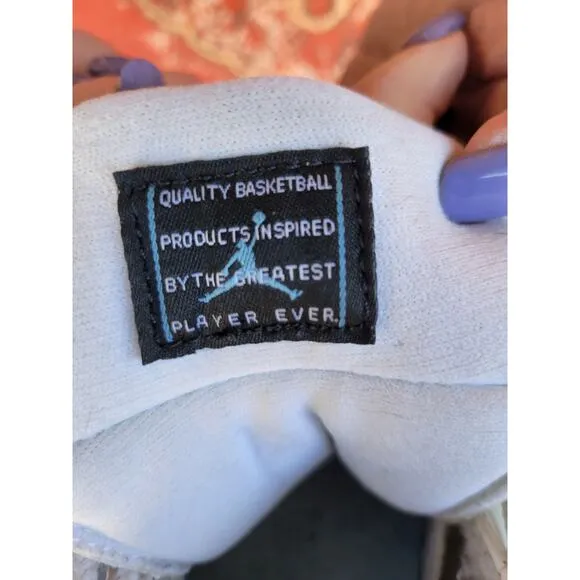 QUALITY BASKETBALL
PRODUCTS INSPIRED
BY THE GREATEST
PLAYER EVER.